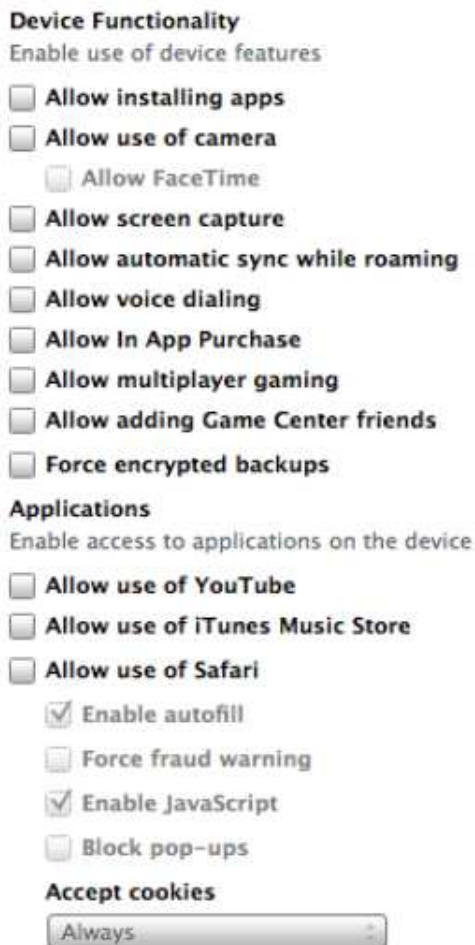 Device Functionality
Enable use of device features
Allow installing apps
Allow use of camera
Allow FaceTime
Allow screen capture
Allow automatic sync while roaming
Allow voice dialing
Allow In App Purchase
Allow multiplayer gaming
Allow adding Game Center friends
Force encrypted backups
Applications
Enable access to applications on the device
Allow use of YouTube
Allow use of iTunes Music Store
Allow use of Safari
Enable autofill
Force fraud warning
Enable JavaScript
Block pop-ups
Accept cookies
Always